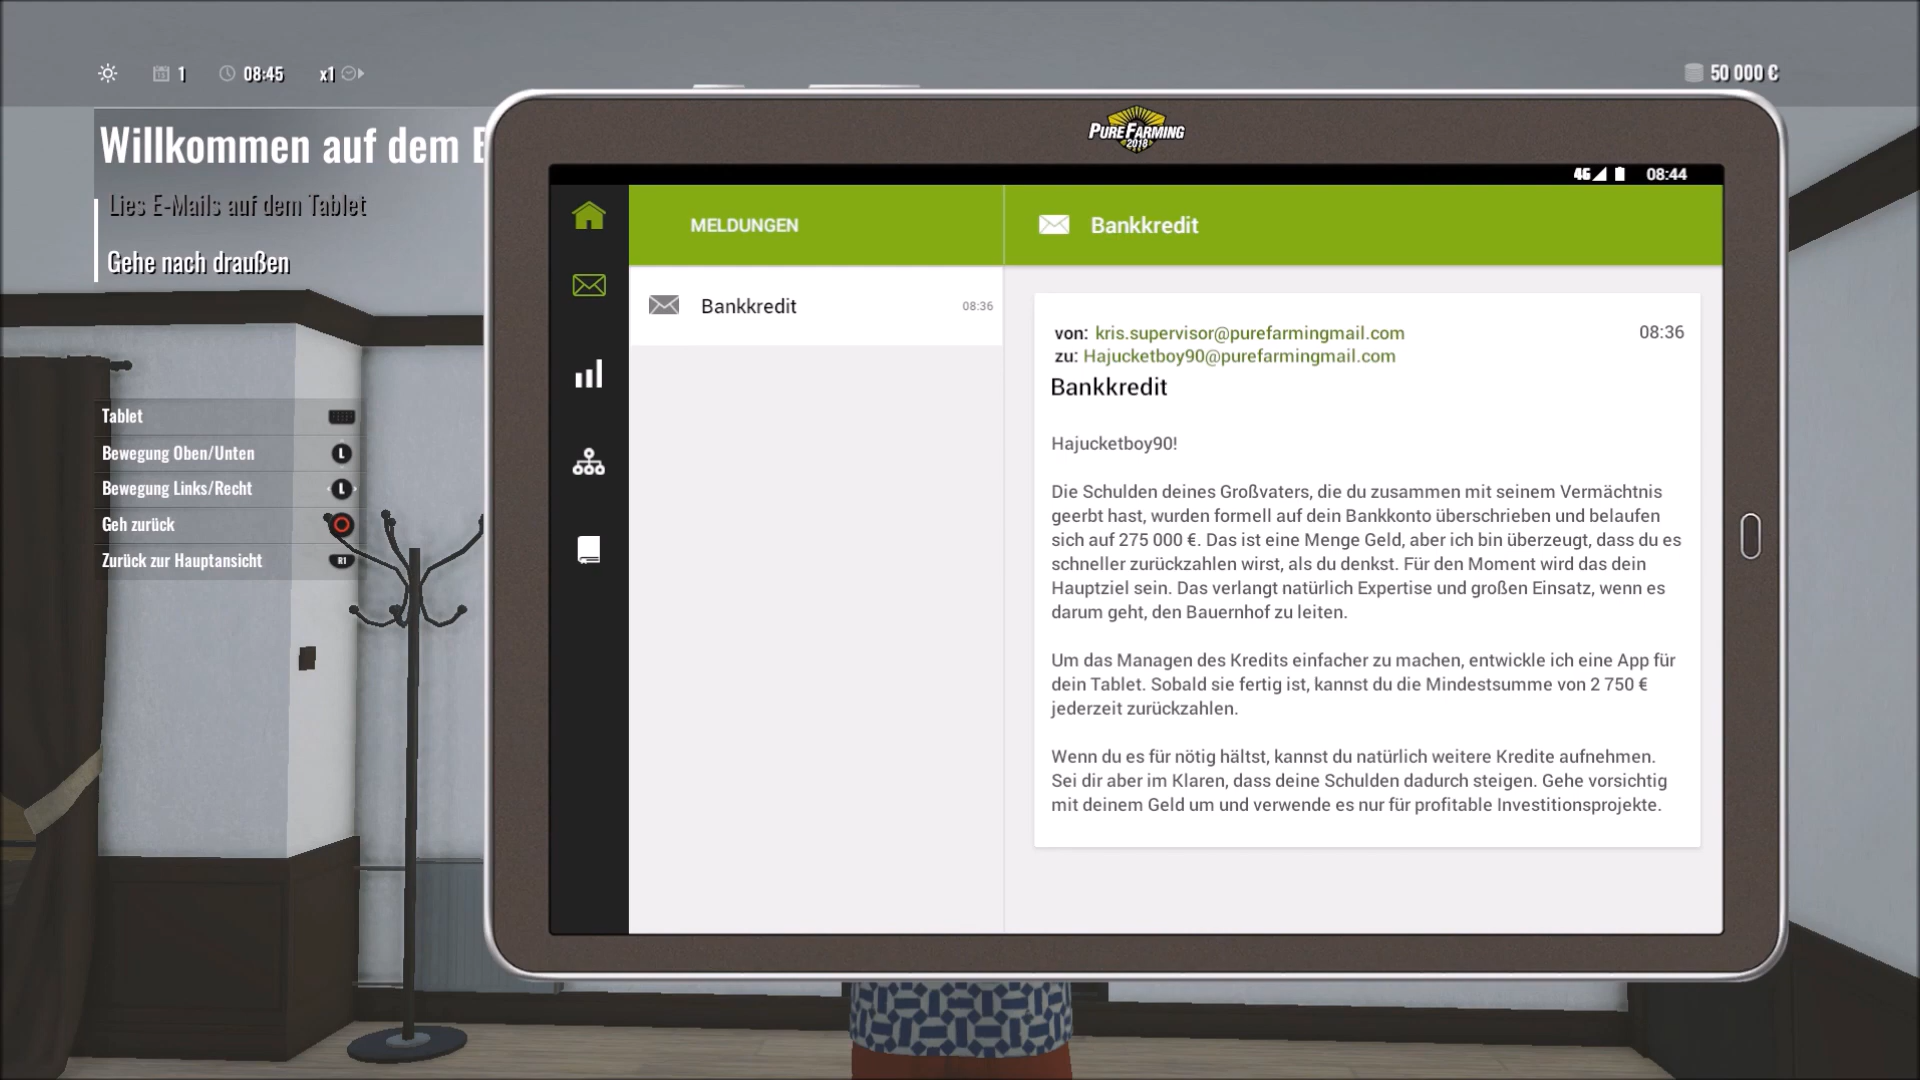 1 08:45 x1
50 000 €
Willkommen auf dem
Lies E-Mails auf dem Tablet
Gehe nach draußen
Tablet
Bewegung Oben/Unten L
Bewegung Links/Recht L
Geh zurück
Zurück zur Hauptansicht R1
PURE FARMING
2018
4G 08:44
MELDUNGEN
Bankkredit
Bankkredit 08:36
von: kris.supervisor@purefarmingmail.com 08:36
zu: Hajucketboy90@purefarmingmail.com
Bankkredit
Hajucketboy90!
Die Schulden deines Großvaters, die du zusammen mit seinem Vermächtnis
geerbt hast, wurden formell auf dein Bankkonto überschrieben und belaufen
sich auf 275 000 €. Das ist eine Menge Geld, aber ich bin überzeugt, dass du es
schneller zurückzahlen wirst, als du denkst. Für den Moment wird das dein
Hauptziel sein. Das verlangt natürlich Expertise und großen Einsatz, wenn es
darum geht, den Bauernhof zu leiten.
Um das Managen des Kredits einfacher zu machen, entwickle ich eine App für
dein Tablet. Sobald sie fertig ist, kannst du die Mindestsumme von 2 750 €
jederzeit zurückzahlen.
Wenn du es für nötig hältst, kannst du natürlich weitere Kredite aufnehmen.
Sei dir aber im Klaren, dass deine Schulden dadurch steigen. Gehe vorsichtig
mit deinem Geld um und verwende es nur für profitable Investitionsprojekte.